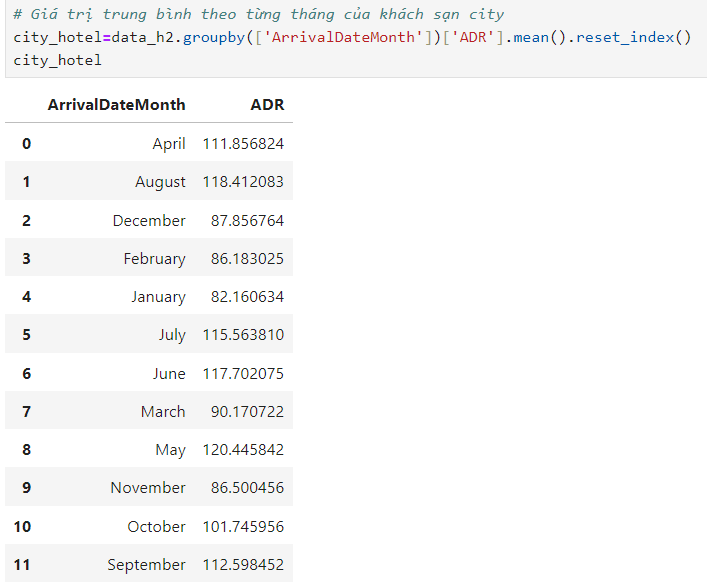 # Giá trị trung bình theo từng tháng của khách sạn city
city_hotel=data_h2.groupby(['ArrivalDateMonth'])['ADR'].mean().reset_index()
city_hotel
ArrivalDateMonth ADR
0 April 111.856824
1 August 118.412083
2 December 87.856764
3 February 86.183025
4 January 82.160634
5 July 115.563810
6 June 117.702075
7 March 90.170722
8 May 120.445842
9 November 86.500456
10 October 101.745956
11 September 112.598452